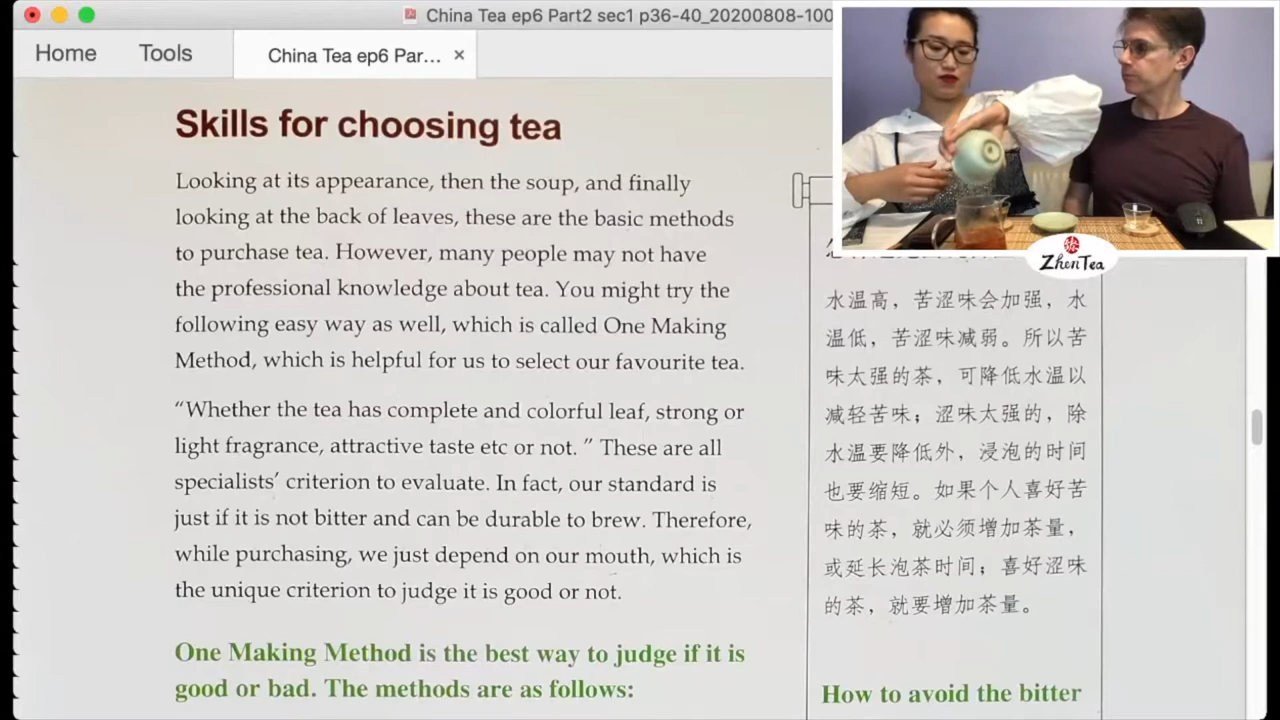 China Tea ep6 Part2 sec1 p36-40_20200808-100
Home
Tools
China Tea ep6 Par...
Skills for choosing tea
Looking at its appearance, then the soup, and finally
looking at the back of leaves, these are the basic methods
to purchase tea. However, many people may not have
the professional knowledge about tea. You might try the
following easy way as well, which is called One Making
Method, which is helpful for us to select our favourite tea.
“Whether the tea has complete and colorful leaf, strong or
light fragrance, attractive taste etc or not. ” These are all
specialists’ criterion to evaluate. In fact, our standard is
just if it is not bitter and can be durable to brew. Therefore,
while purchasing, we just depend on our mouth, which is
the unique criterion to judge it is good or not.
One Making Method is the best way to judge if it is
good or bad. The methods are as follows:
Zhen Tea
水温高，苦涩味会加强，水
温低，苦涩味减弱。所以苦
味太强的茶，可降低水温以
减轻苦味；涩味太强的，除
水温要降低外，浸泡的时间
也要缩短。如果个人喜好苦
味的茶，就必须增加茶量，
或延长泡茶时间；喜好涩味
的茶，就要增加茶量。
How to avoid the bitter